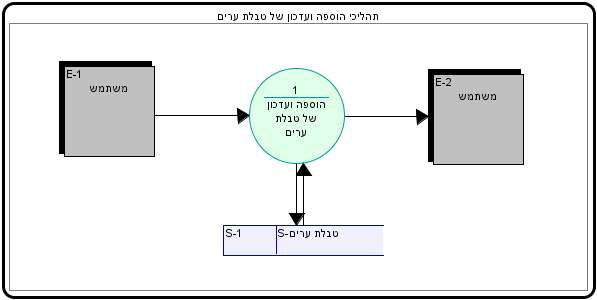 תהליכי הוספה ועדכון של טבלת ערים
E-1
משתמש
1
הוספה ועדכון
של טבלת
ערים
E-2
משתמש
S-1
S-טבלת ערים